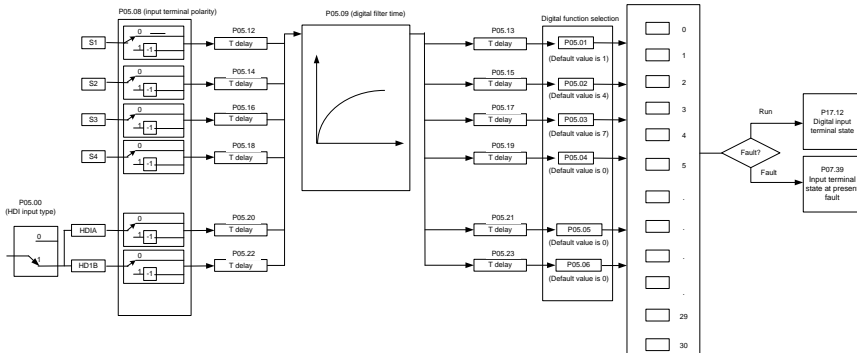 P05.08 (input terminal polarity)
P05.09 (digital filter time)
Digital function selection
S1
0
1
-1
P05.12
T delay
P05.13
T delay
P05.01
(Default value is 1)
S2
0
1
-1
P05.14
T delay
P05.15
T delay
P05.02
(Default value is 4)
S3
0
1
-1
P05.16
T delay
P05.17
T delay
P05.03
(Default value is 7)
S4
0
1
-1
P05.18
T delay
P05.19
T delay
P05.04
(Default value is 0)
P05.00
(HDI input type)
0
1
HDIA
0
1
-1
P05.20
T delay
P05.21
T delay
P05.05
(Default value is 0)
HD1B
0
1
-1
P05.22
T delay
P05.23
T delay
P05.06
(Default value is 0)
0
1
2
3
4
5
.
.
.
.
29
30
Fault?
Run
Fault
P17.12
Digital input
terminal state
P07.39
Input terminal
state at present
fault